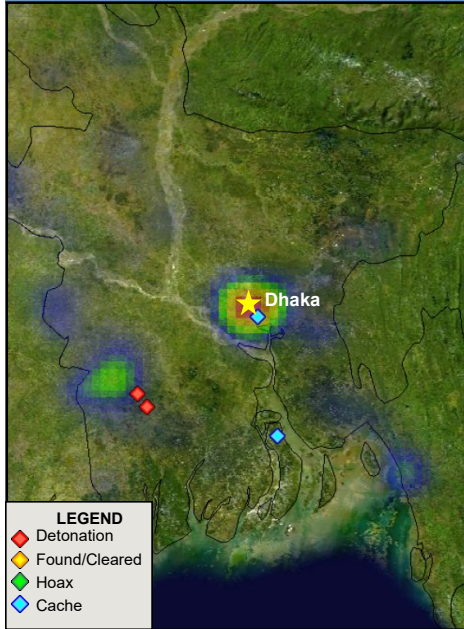 Dhaka
LEGEND
Detonation
Found/Cleared
Hoax
Cache